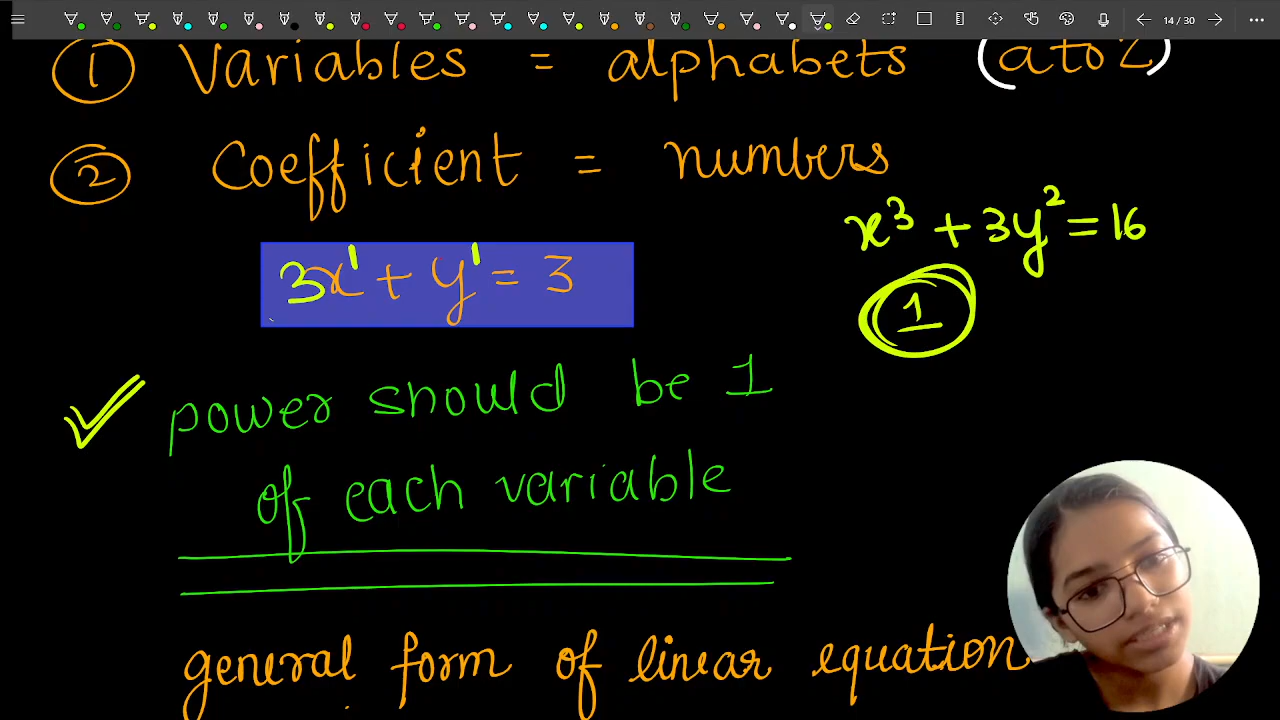 14 / 30
① Variables = alphabets (a to z)
② Coefficient = numbers
x³ + 3y² = 16
3x¹ + y¹ = 3
1
power should be 1
of each variable
general form of linear equation